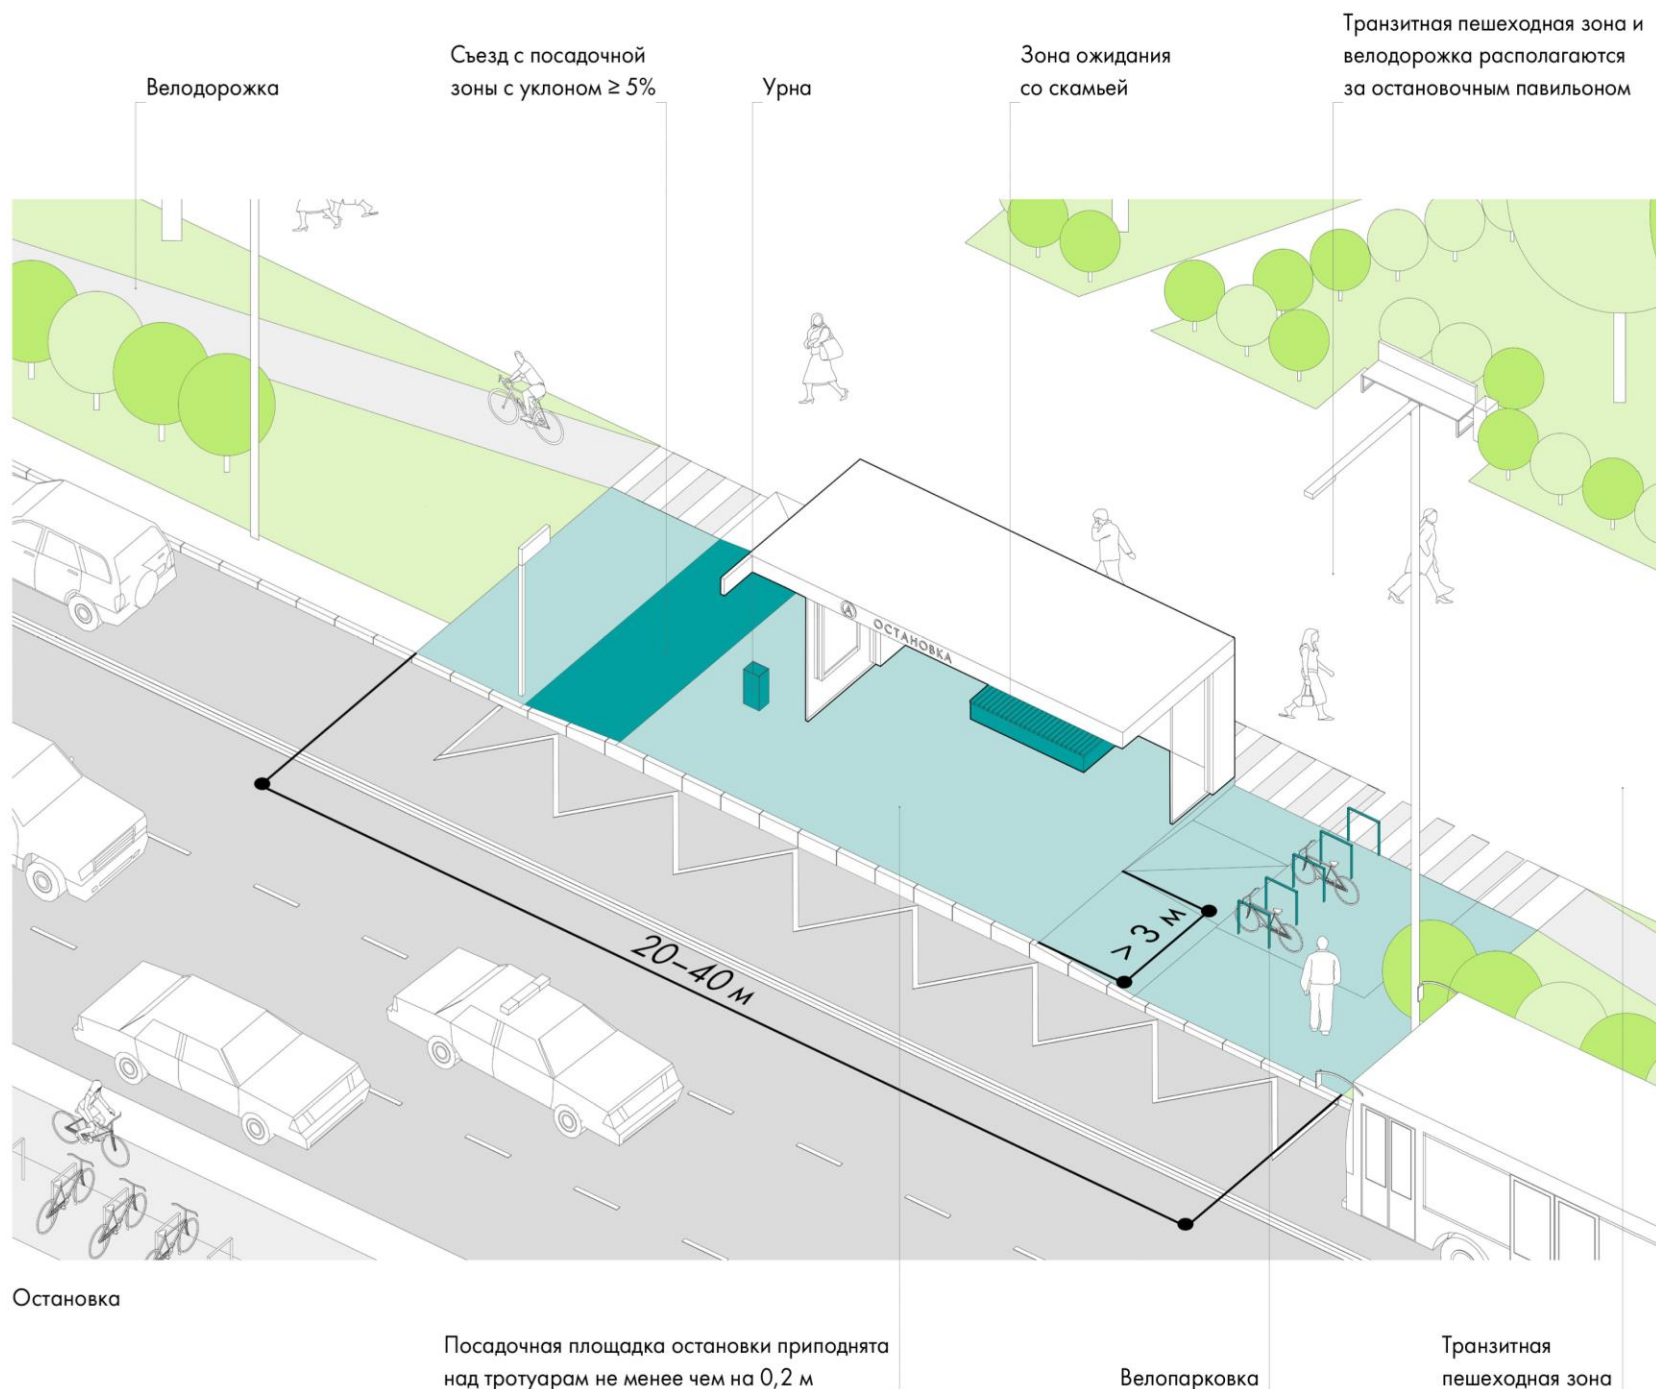 Велодорожка
Съезд с посадочной
зоны с уклоном ≥ 5%
Урна
Зона ожидания
со скамьей
Транзитная пешеходная зона и
велодорожка располагаются
за остановочным павильоном
А ОСТАНОВКА
> 3 м
20–40 м
Остановка
Посадочная площадка остановки приподнята
над тротуарам не менее чем на 0,2 м
Велопарковка
Транзитная
пешеходная зона